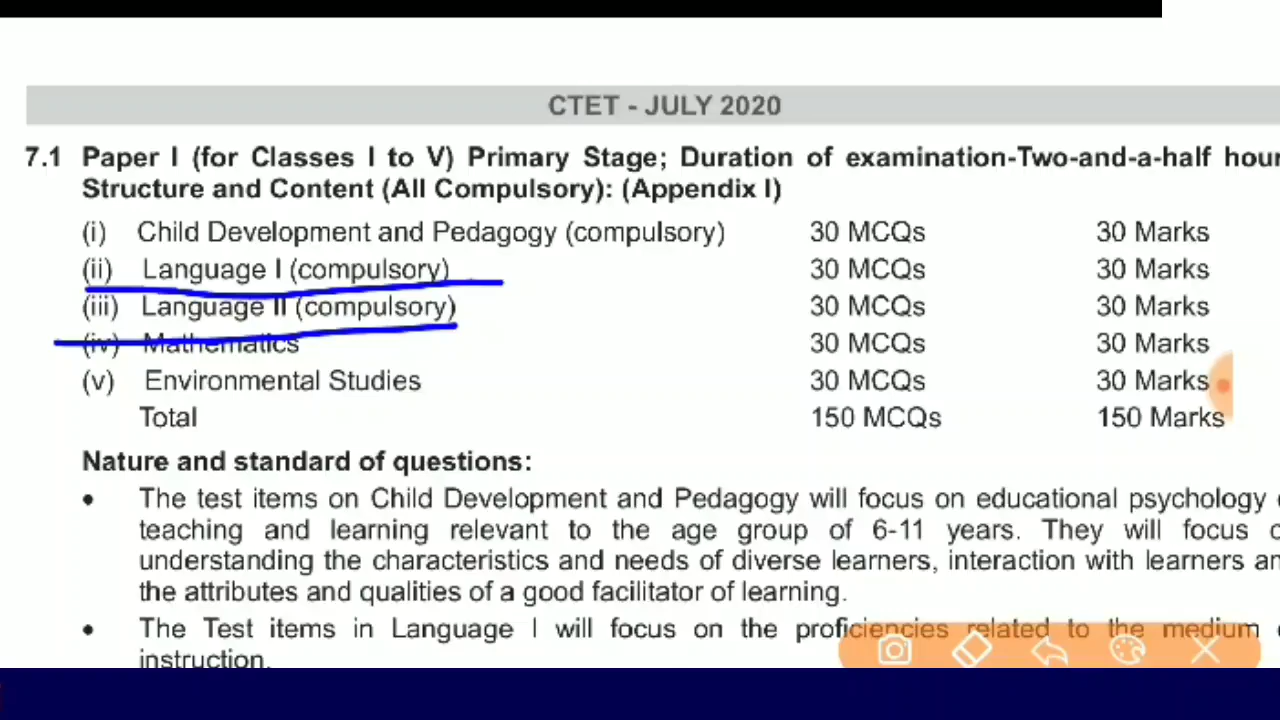 CTET - JULY 2020
7.1 Paper I (for Classes I to V) Primary Stage; Duration of examination-Two-and-a-half
Structure and Content (All Compulsory): (Appendix I)
(i) Child Development and Pedagogy (compulsory) 30 MCQs 30 Marks
(ii) Language I (compulsory) 30 MCQs 30 Marks
(iii) Language II (compulsory) 30 MCQs 30 Marks
(iv) Mathematics 30 MCQs 30 Marks
(v) Environmental Studies 30 MCQs 30 Marks
Total 150 MCQs 150 Marks
Nature and standard of questions:
• The test items on Child Development and Pedagogy will focus on educational psychology
teaching and learning relevant to the age group of 6-11 years. They will focus
understanding the characteristics and needs of diverse learners, interaction with learners
the attributes and qualities of a good facilitator of learning.
• The Test items in Language I will focus on the proficiencies related to the medium
instruction.